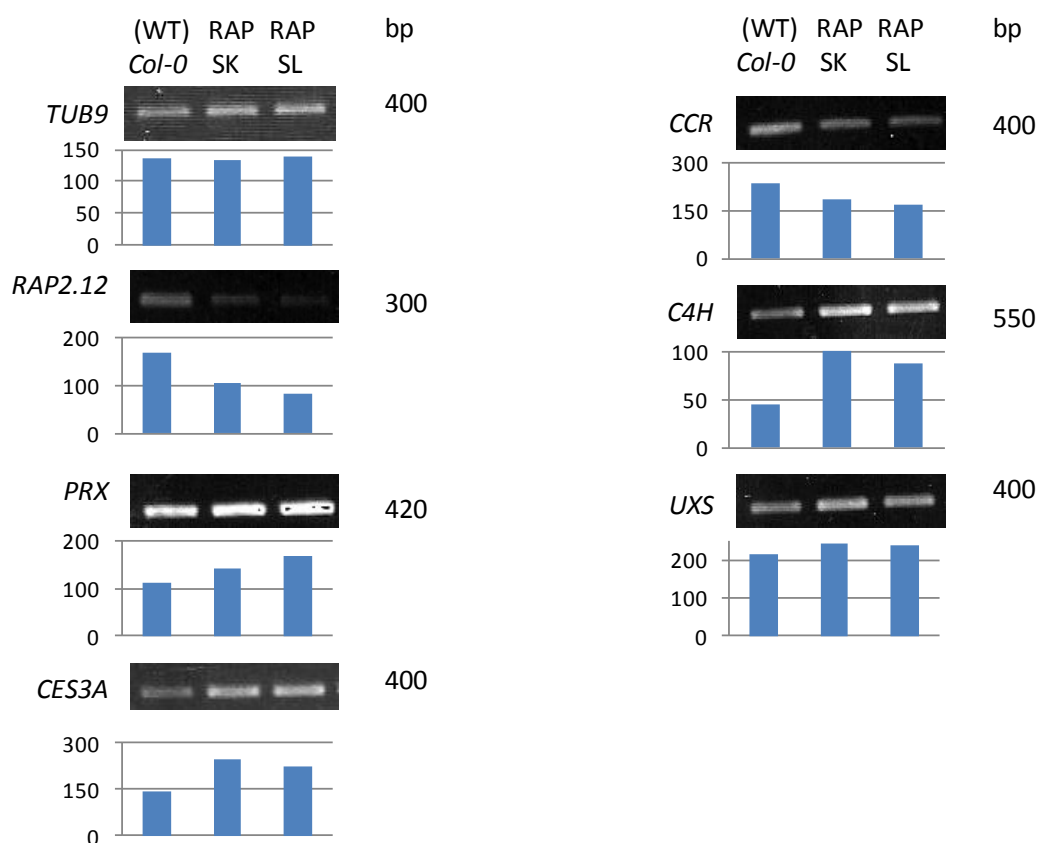 (WT) RAP RAP bp
Col-0 SK SL
TUB9 400
150
100
50
0
RAP2.12 300
200
100
0
PRX 420
200
100
0
CES3A 400
300
150
0
(WT) RAP RAP bp
Col-0 SK SL
CCR 400
300
150
0
C4H 550
100
50
0
UXS 400
200
100
0